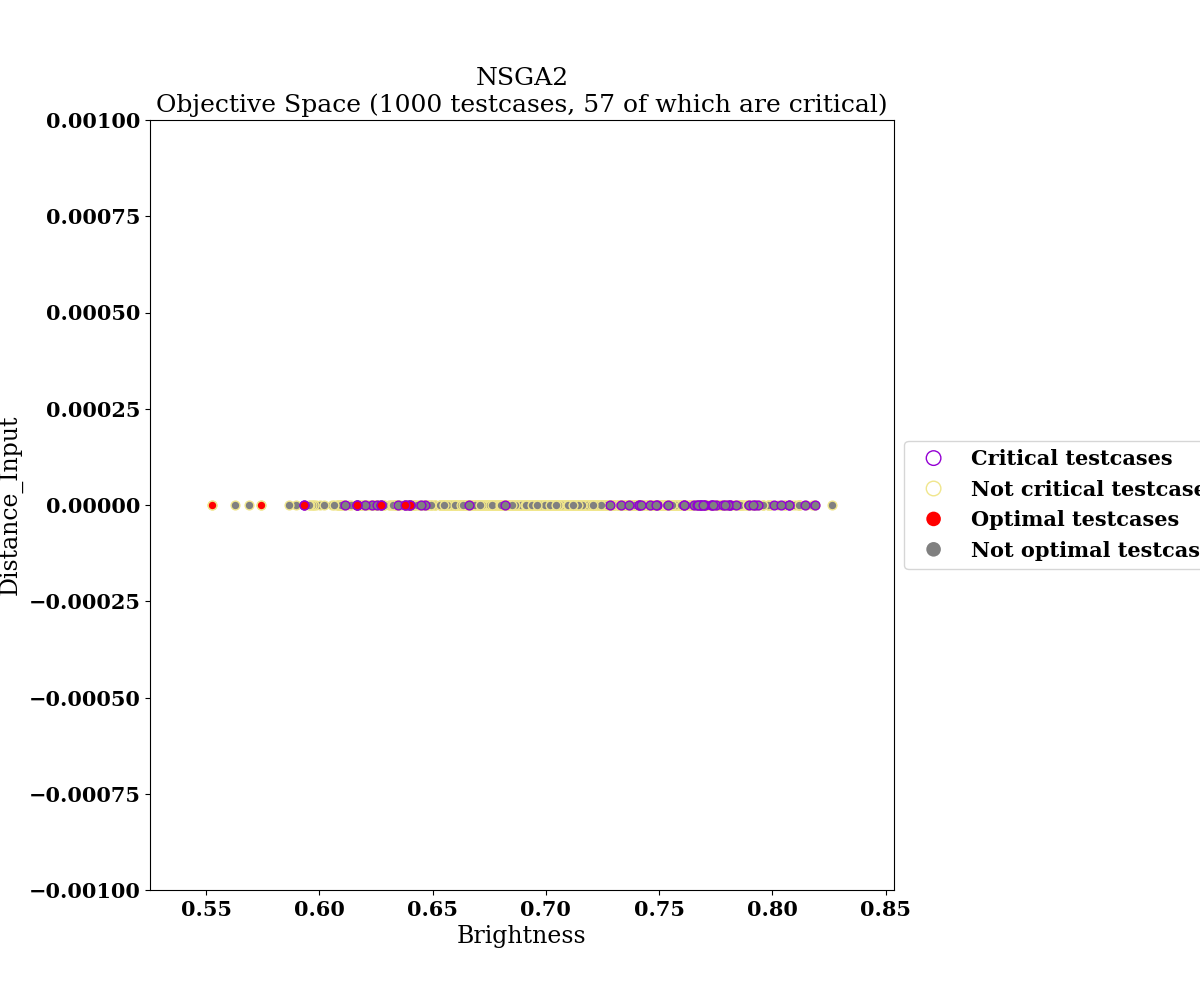 NSGA2
Objective Space (1000 testcases, 57 of which are critical)
0.00100
0.00075
0.00050
0.00025
0.00000
−0.00025
−0.00050
−0.00075
−0.00100
Distance_Input
0.55 0.60 0.65 0.70 0.75 0.80 0.85
Brightness
Critical testcases
Not critical testcase
Optimal testcases
Not optimal testcas